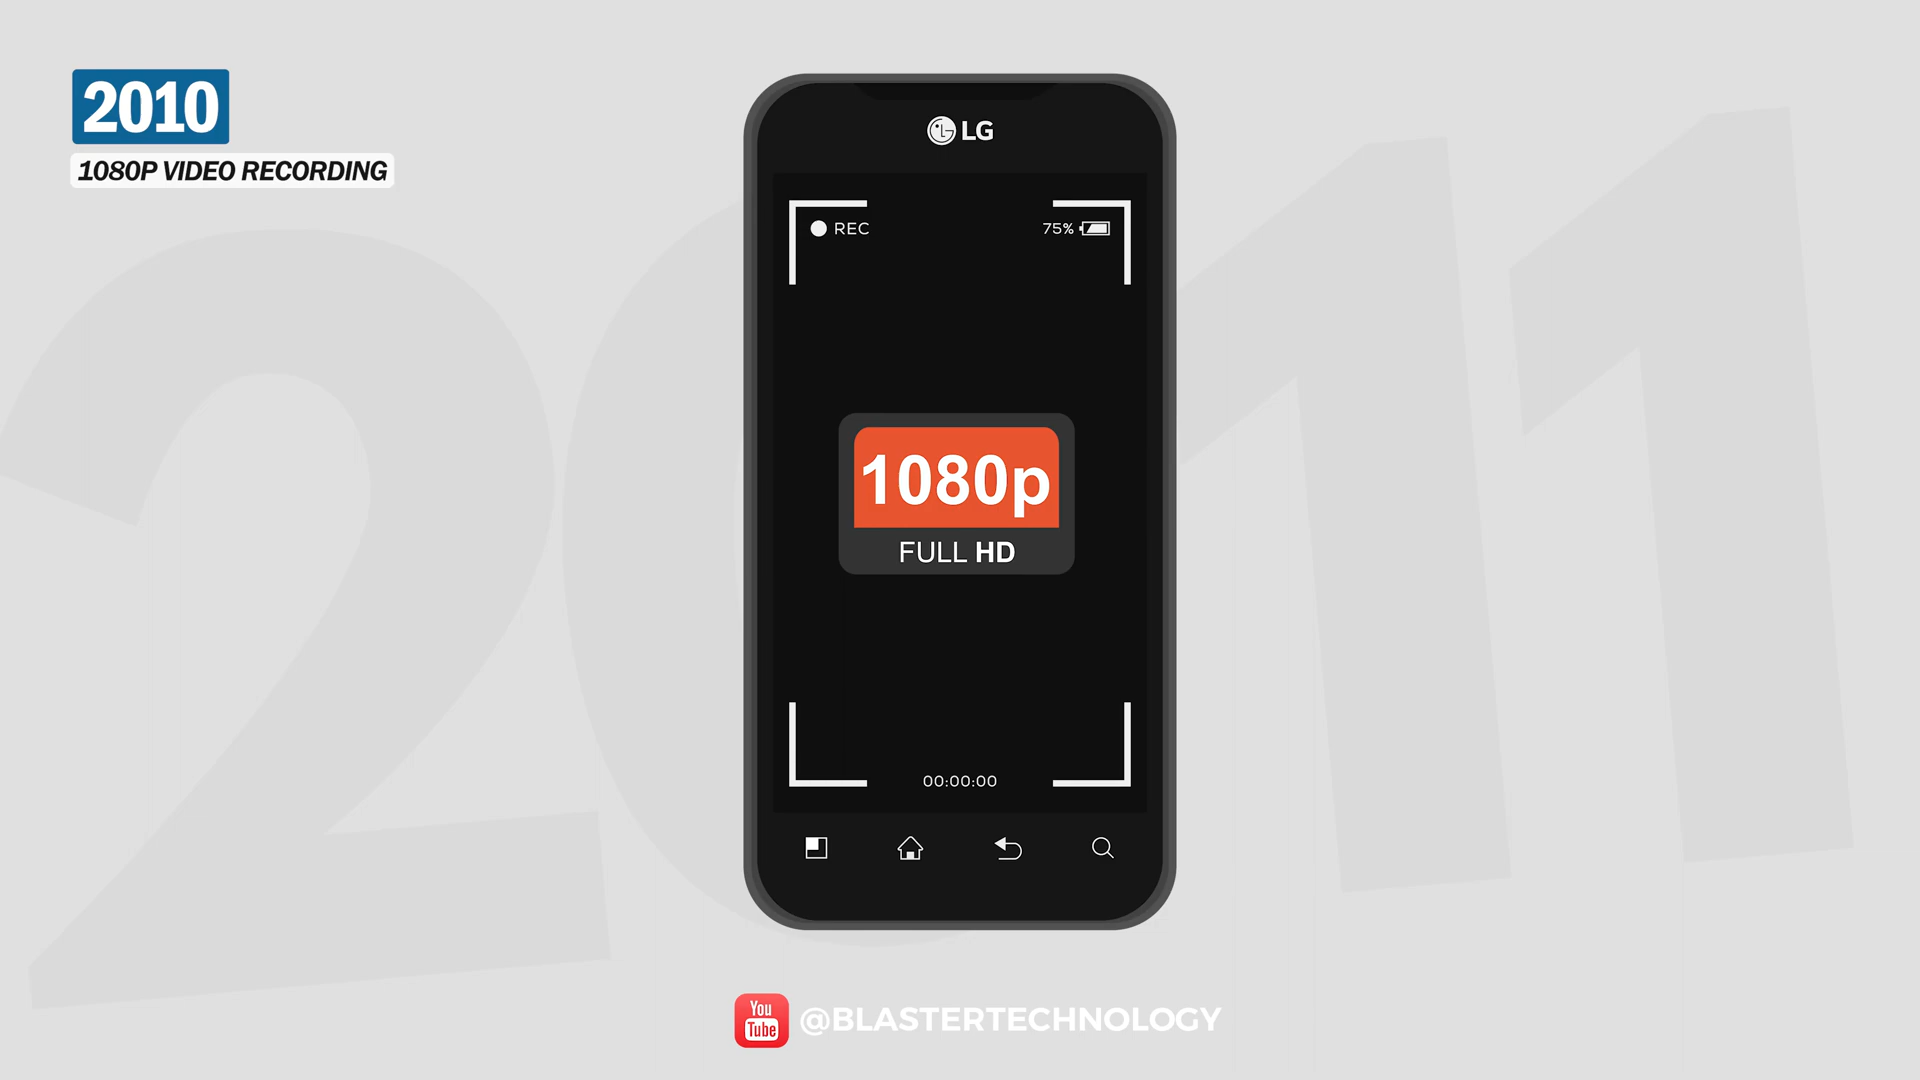 2010
1080P VIDEO RECORDING
2011
LG
REC
75%
1080p
FULL HD
00:00:00
You
Tube
@BLASTERTECHNOLOGY